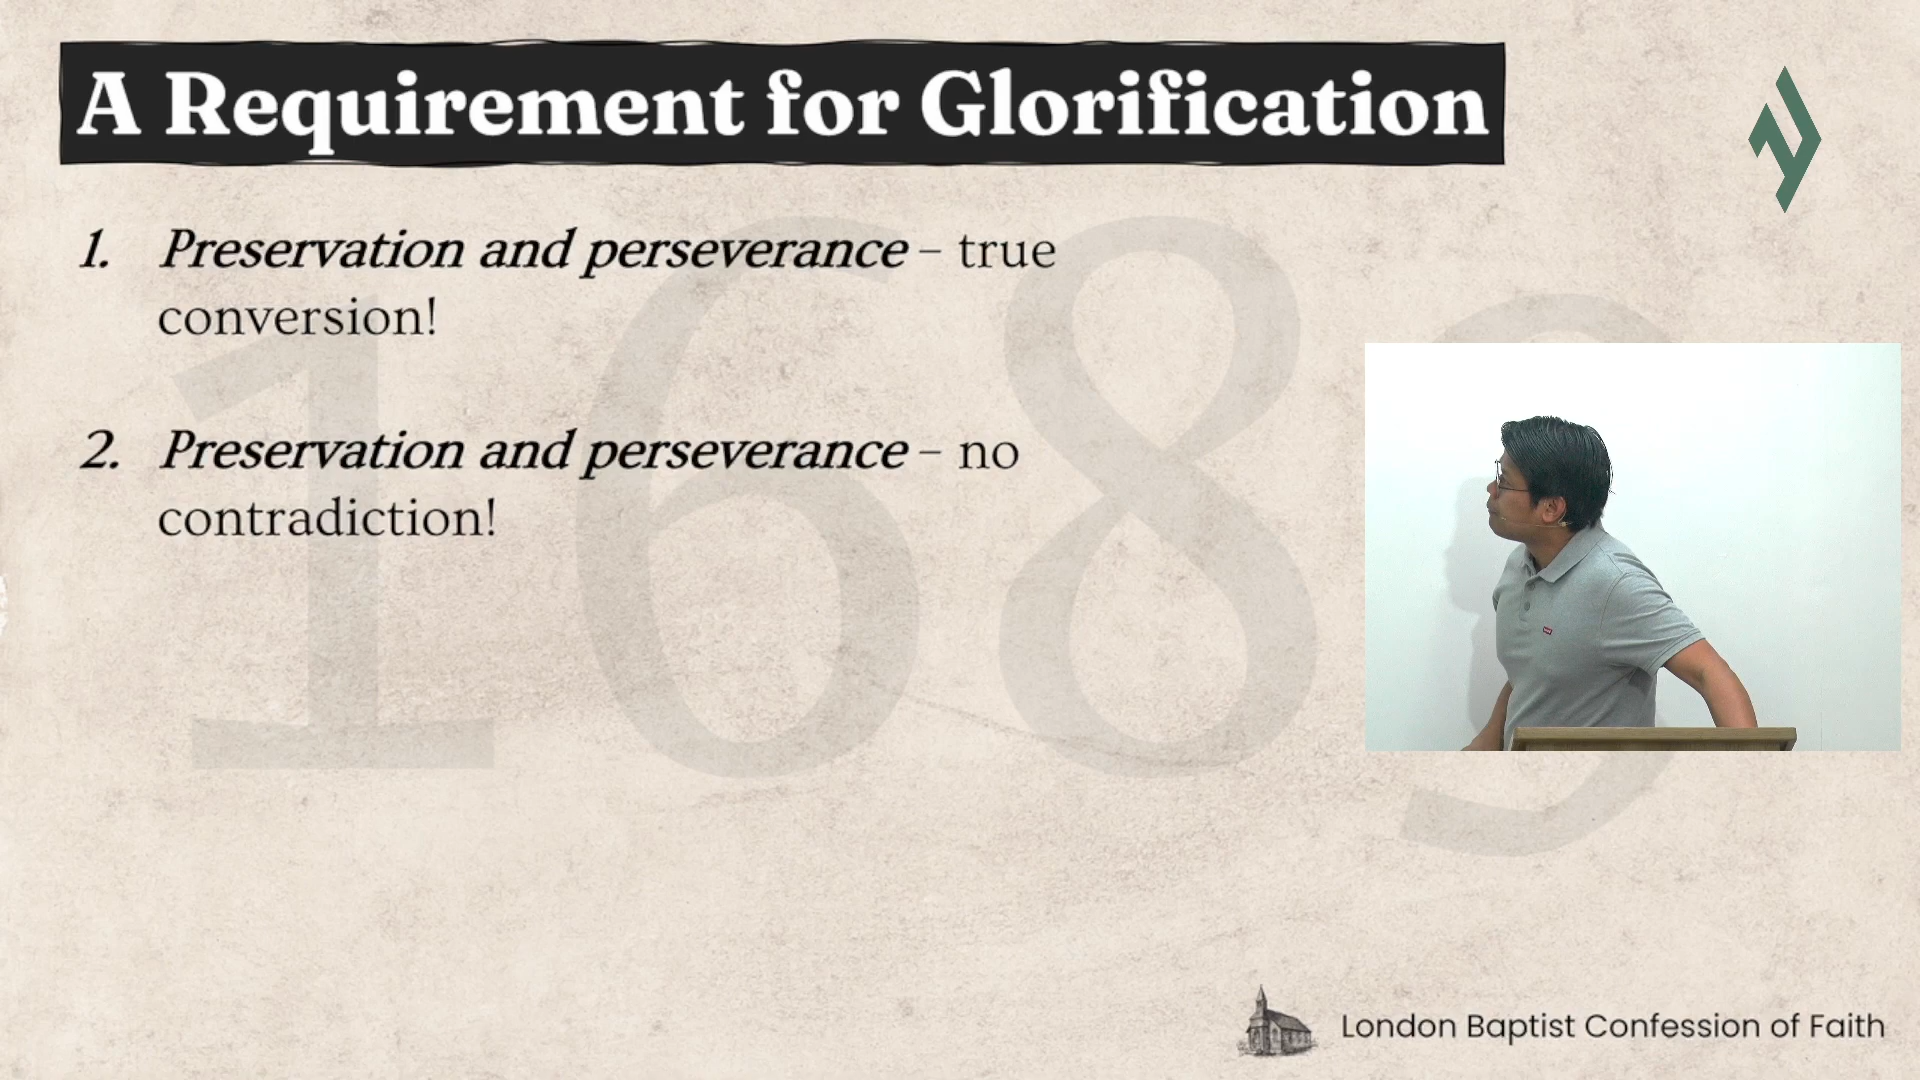 A Requirement for Glorification
1. Preservation and perseverance – true
conversion!
2. Preservation and perseverance – no
contradiction!
1689
London Baptist Confession of Faith